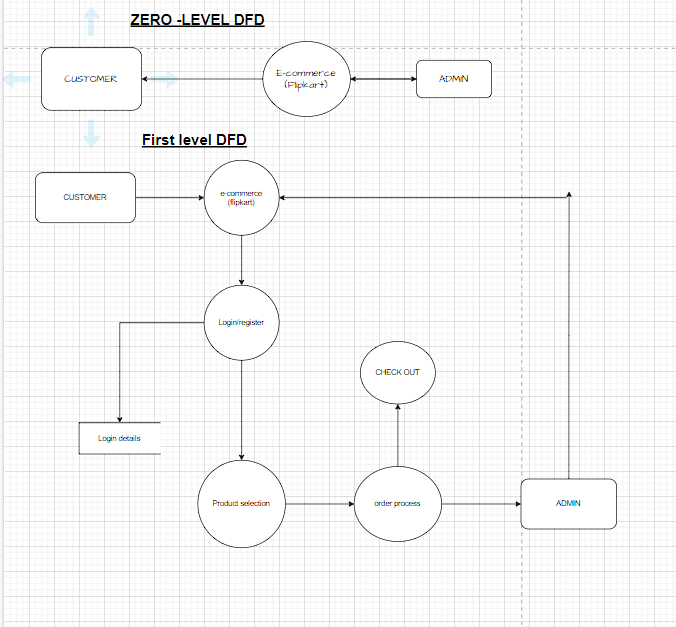 ZERO -LEVEL DFD
CUSTOMER
E-commerce
(Flipkart)
ADMIN
First level DFD
CUSTOMER
e-commerce
(flipkart)
Login/register
CHECK OUT
Login details
Product selection
order process
ADMIN